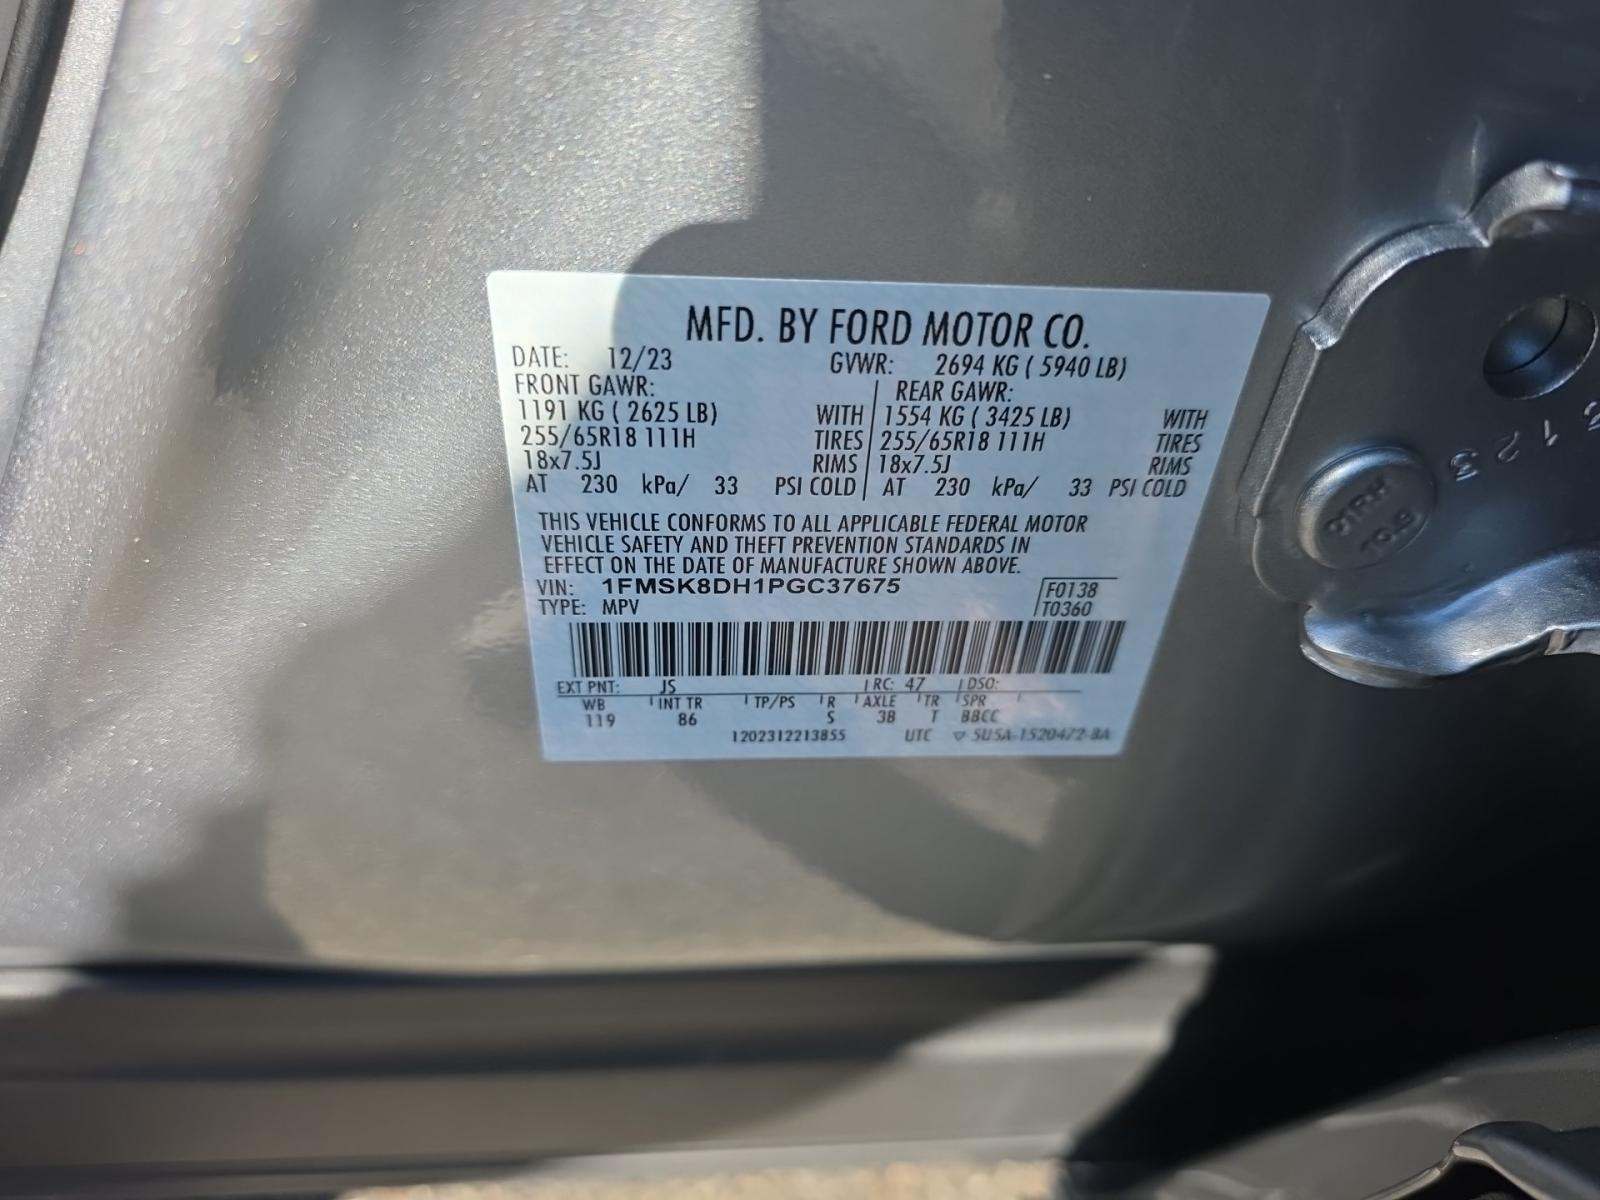 MFD. BY FORD MOTOR CO.
DATE: 12/23 GVWR: 2694 KG ( 5940 LB)
FRONT GAWR: REAR GAWR:
1191 KG ( 2625 LB) WITH 1554 KG ( 3425 LB) WITH
255/65R18 111H TIRES 255/65R18 111H TIRES
18x7.5J RIMS 18x7.5J RIMS
AT 230 kPa/ 33 PSI COLD AT 230 kPa/ 33 PSI COLD
THIS VEHICLE CONFORMS TO ALL APPLICABLE FEDERAL MOTOR
VEHICLE SAFETY AND THEFT PREVENTION STANDARDS IN
EFFECT ON THE DATE OF MANUFACTURE SHOWN ABOVE.
VIN: 1FMSK8DH1PGC37675 F0138
TYPE: MPV T0360
EXT PNT: JS RC: 47 DSO:
WB INT TR TP/PS R AXLE TR SPR
119 86 S 38 T BBCC
1202312213855 UTC ▽ 5U5A-1520472-BA